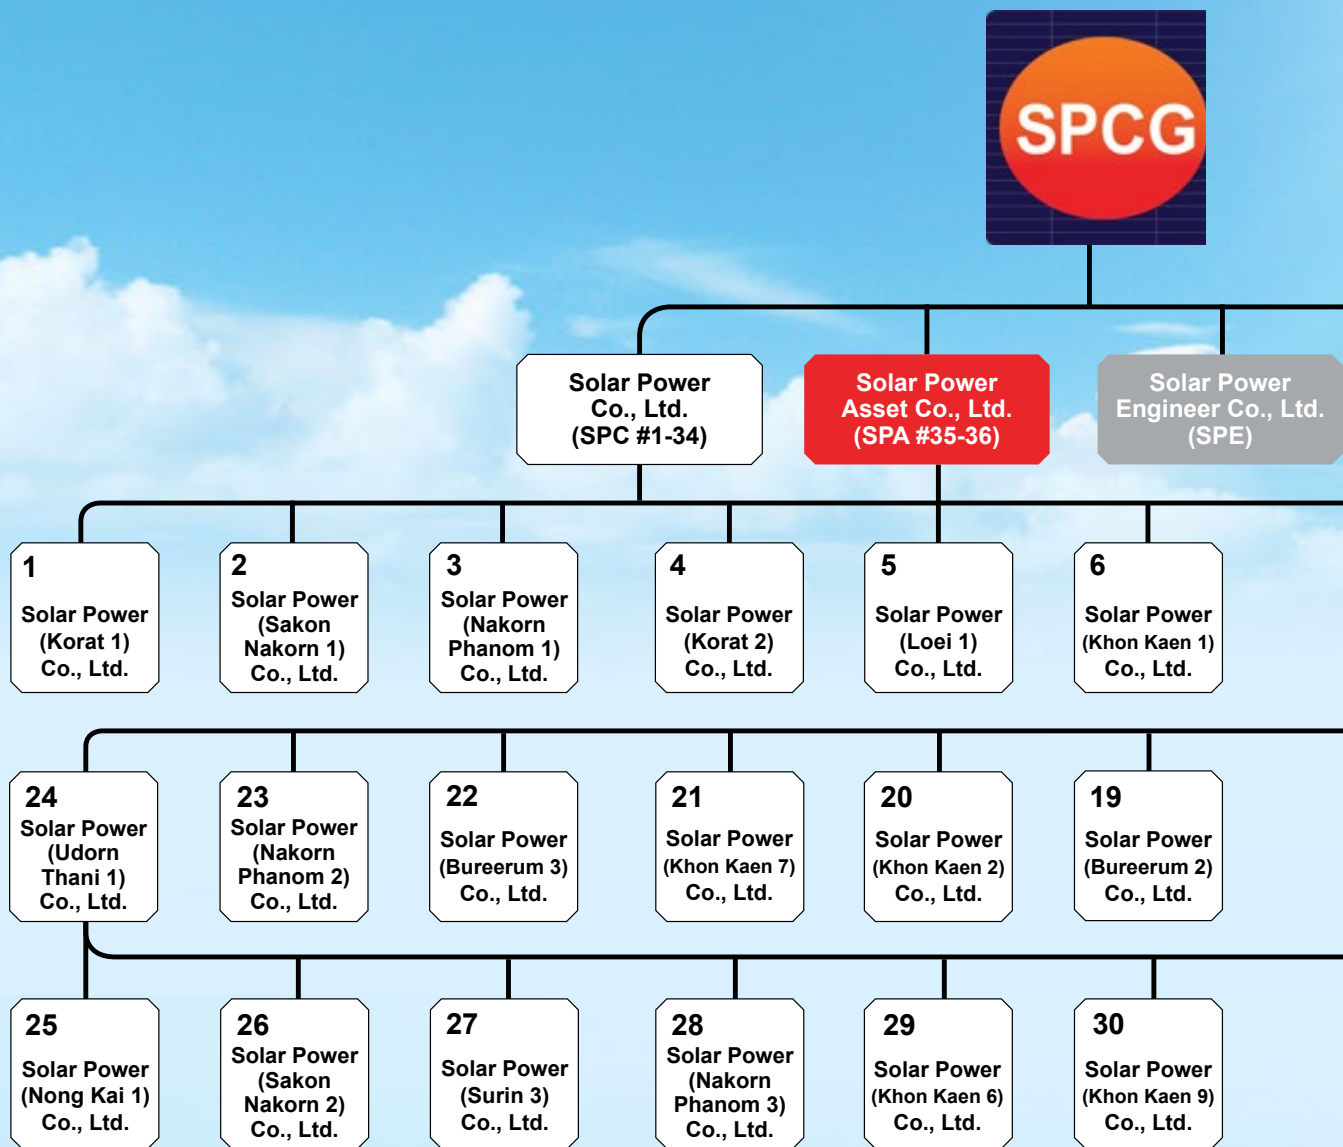 SPCG
Solar Power
Co., Ltd.
(SPC #1-34)
Solar Power
Asset Co., Ltd.
(SPA #35-36)
Solar Power
Engineer Co., Ltd.
(SPE)
1
Solar Power
(Korat 1)
Co., Ltd.
2
Solar Power
(Sakon
Nakorn 1)
Co., Ltd.
3
Solar Power
(Nakorn
Phanom 1)
Co., Ltd.
4
Solar Power
(Korat 2)
Co., Ltd.
5
Solar Power
(Loei 1)
Co., Ltd.
6
Solar Power
(Khon Kaen 1)
Co., Ltd.
24
Solar Power
(Udorn
Thani 1)
Co., Ltd.
23
Solar Power
(Nakorn
Phanom 2)
Co., Ltd.
22
Solar Power
(Bureerum 3)
Co., Ltd.
21
Solar Power
(Khon Kaen 7)
Co., Ltd.
20
Solar Power
(Khon Kaen 2)
Co., Ltd.
19
Solar Power
(Bureerum 2)
Co., Ltd.
25
Solar Power
(Nong Kai 1)
Co., Ltd.
26
Solar Power
(Sakon
Nakorn 2)
Co., Ltd.
27
Solar Power
(Surin 3)
Co., Ltd.
28
Solar Power
(Nakorn
Phanom 3)
Co., Ltd.
29
Solar Power
(Khon Kaen 6)
Co., Ltd.
30
Solar Power
(Khon Kaen 9)
Co., Ltd.